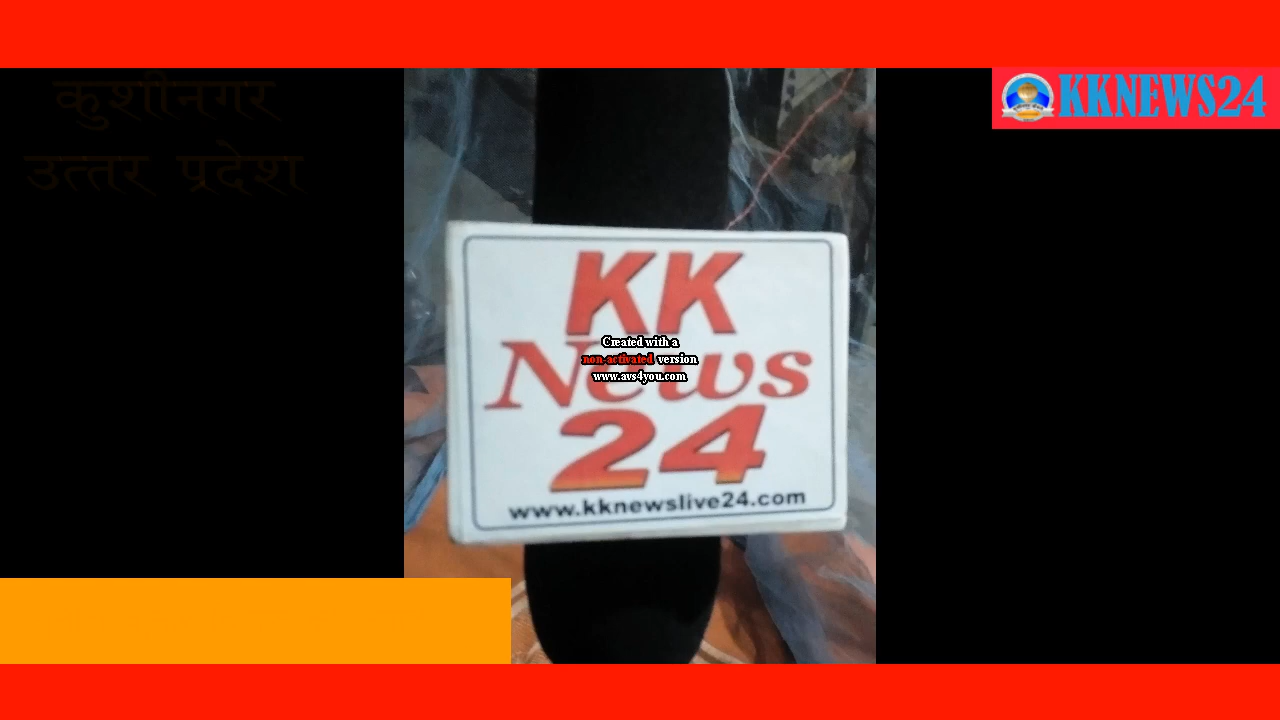 कुशीनगर
उत्तर प्रदेश
KKNEWS24
KK
News
24
www.kknewslive24.com
Created with a
non-activated version
www.avs4you.com